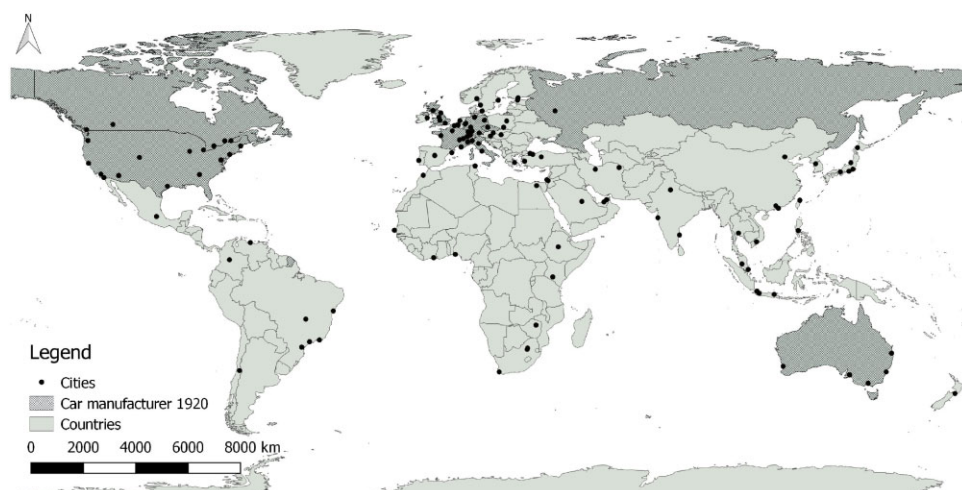 N
Legend
Cities
Car manufacturer 1920
Countries
0 2000 4000 6000 8000 km